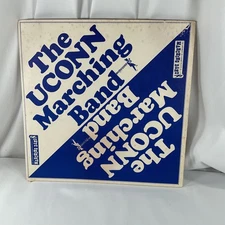 The
UCONN
Marching
Band
The
UCONN
Marching
Band